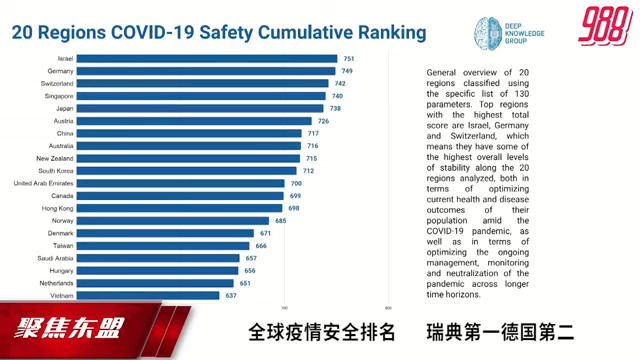 20 Regions COVID-19 Safety Cumulative Ranking
DEEP
KNOWLEDGE
GROUP
988
Israel 751
Germany 749
Switzerland 742
Singapore 740
Japan 738
Austria 726
China 717
Australia 716
New Zealand 715
South Korea 712
United Arab Emirates 700
Canada 699
Hong Kong 698
Norway 685
Denmark 671
Taiwan 666
Saudi Arabia 657
Hungary 656
Netherlands 651
Vietnam 637
700
800
General overview of 20
regions classified using
the specific list of 130
parameters. Top regions
with the highest total
score are Israel, Germany
and Switzerland, which
means they have some of
the highest overall levels
of stability along the 20
regions analyzed, both in
terms of optimizing
current health and disease
outcomes of their
population amid the
COVID-19 pandemic, as
well as in terms of
optimizing the ongoing
management, monitoring
and neutralization of the
pandemic across longer
time horizons.
聚焦东盟
全球疫情安全排名 瑞典第一德国第二